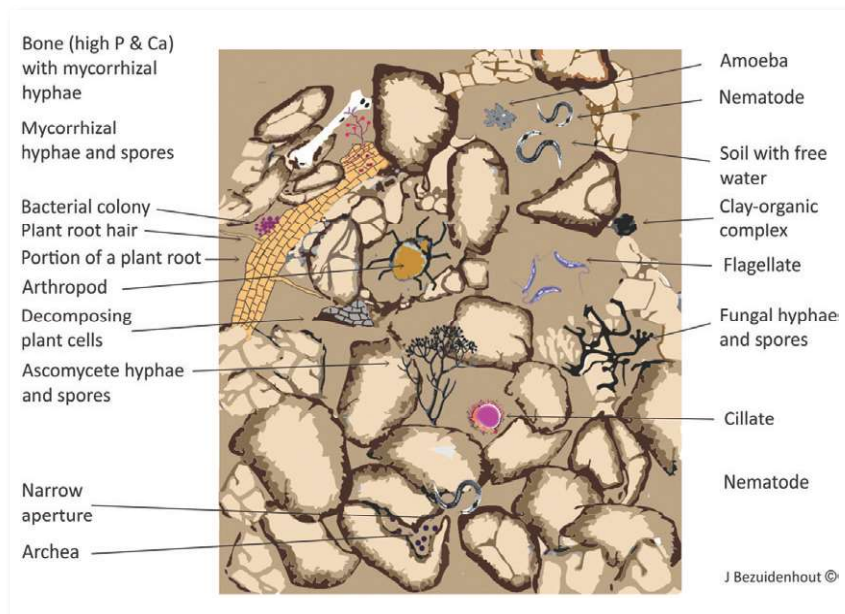 Bone (high P & Ca)
with mycorrhizal
hyphae
Mycorrhizal
hyphae and spores
Bacterial colony
Plant root hair
Portion of a plant root
Arthropod
Decomposing
plant cells
Ascomycete hyphae
and spores
Narrow
aperture
Archea
Amoeba
Nematode
Soil with free
water
Clay-organic
complex
Flagellate
Fungal hyphae
and spores
Cillate
Nematode
J Bezuidenhout ©